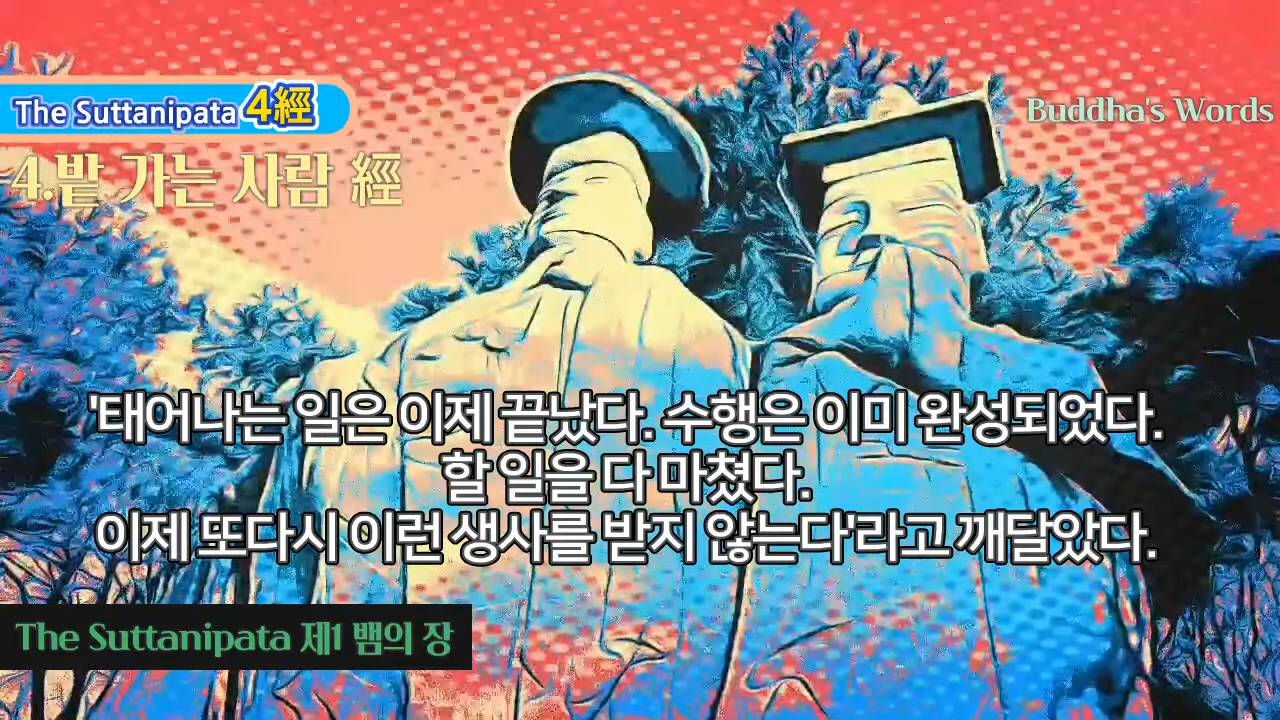 The Suttanipata 4經
Buddha's Words
4.밭 가는 사람 經
'태어나는 일은 이제 끝났다. 수행은 이미 완성되었다.
할 일을 다 마쳤다.
이제 또다시 이런 생사를 받지 않는다'라고 깨달았다.
The Suttanipata 제1 뱀의 장